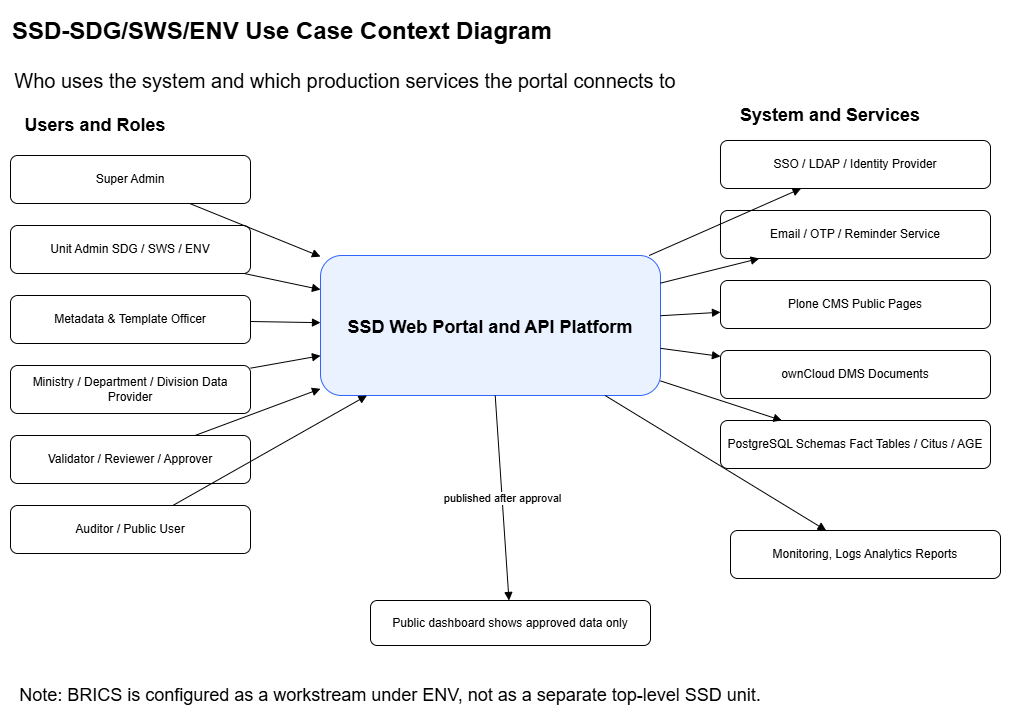 SSD-SDG/SWS/ENV Use Case Context Diagram
Who uses the system and which production services the portal connects to
Users and Roles
Super Admin
Unit Admin SDG / SWS / ENV
Metadata & Template Officer
Ministry / Department / Division Data
Provider
Validator / Reviewer / Approver
Auditor / Public User
SSD Web Portal and API Platform
System and Services
SSO / LDAP / Identity Provider
Email / OTP / Reminder Service
Plone CMS Public Pages
ownCloud DMS Documents
PostgreSQL Schemas Fact Tables / Citus / AGE
Monitoring, Logs Analytics Reports
published after approval
Public dashboard shows approved data only
Note: BRICS is configured as a workstream under ENV, not as a separate top-level SSD unit.